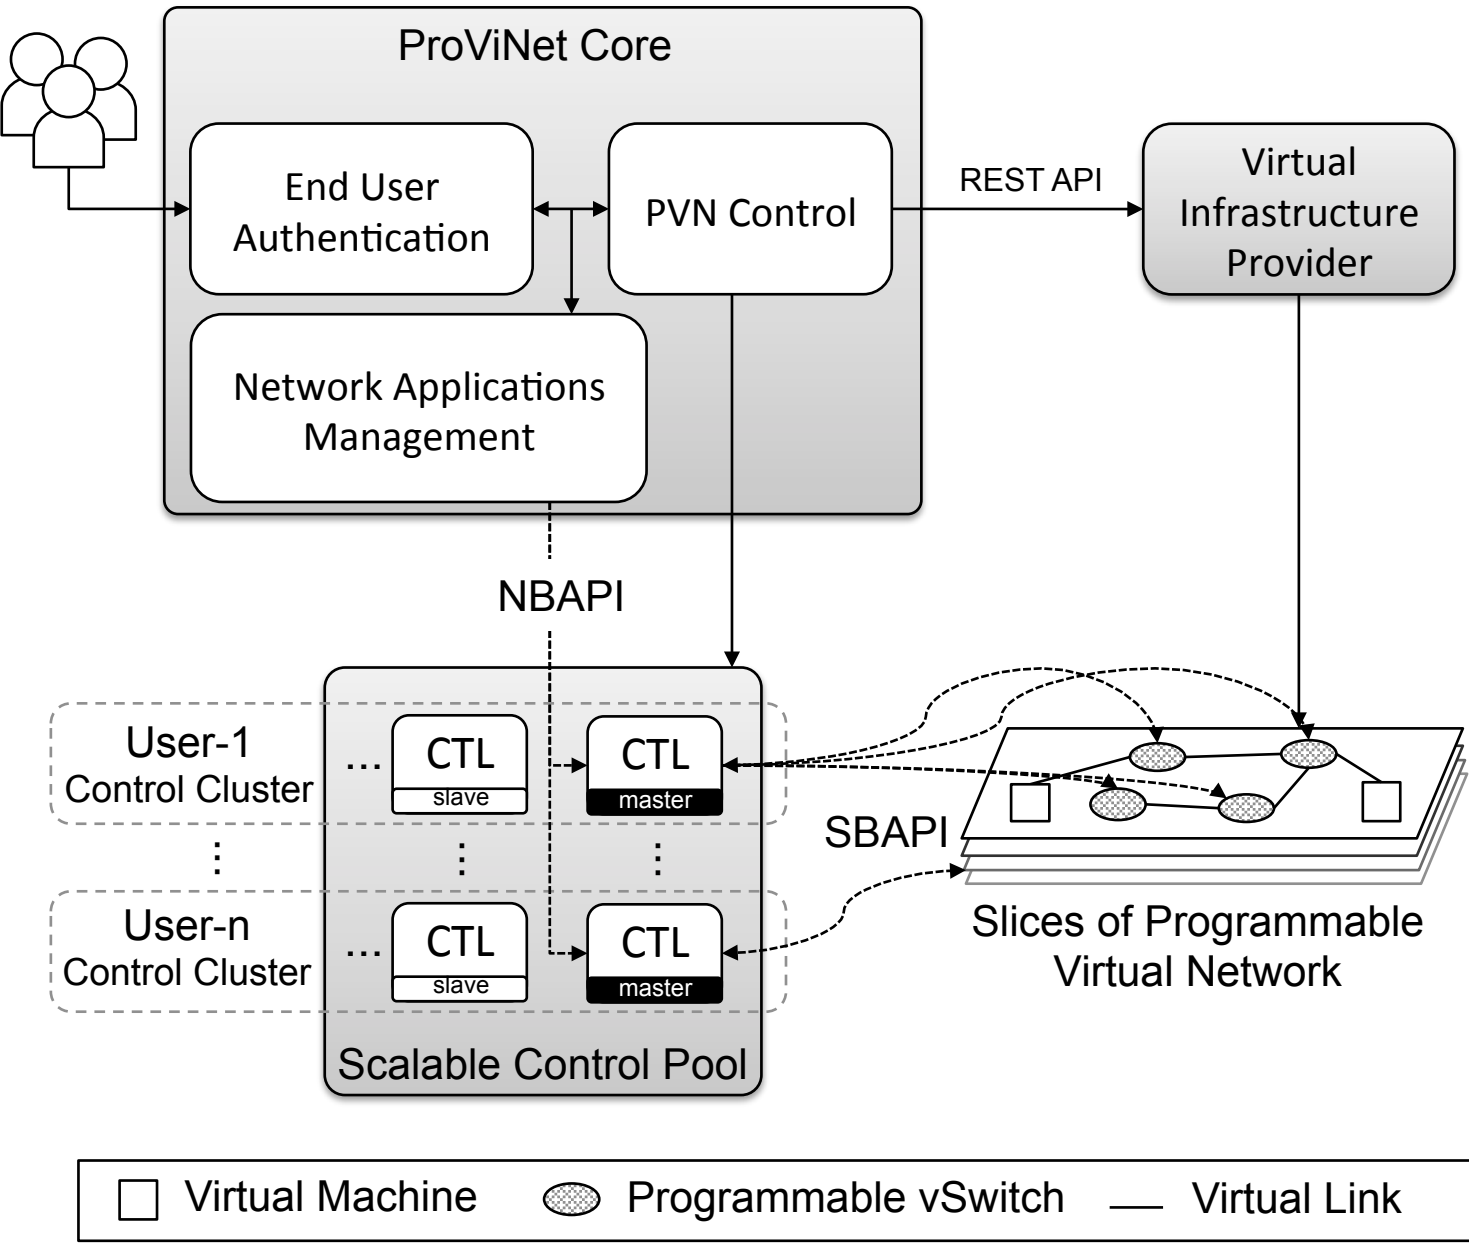 ProViNet Core
End User
Authentication
PVN Control
REST API
Virtual
Infrastructure
Provider
Network Applications
Management
NBAPI
User-1
Control Cluster
...
CTL
slave
CTL
master
SBAPI
User-n
Control Cluster
...
CTL
slave
CTL
master
Slices of Programmable
Virtual Network
Scalable Control Pool
Virtual Machine
Programmable vSwitch
Virtual Link